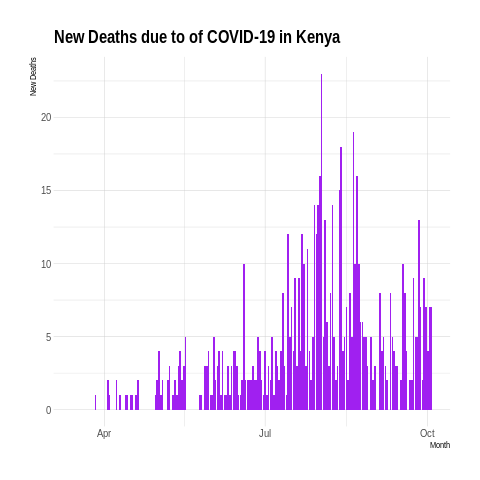 New Deaths due to of COVID-19 in Kenya
New Deaths
20
15
10
5
0
Apr
Jul
Oct
Month